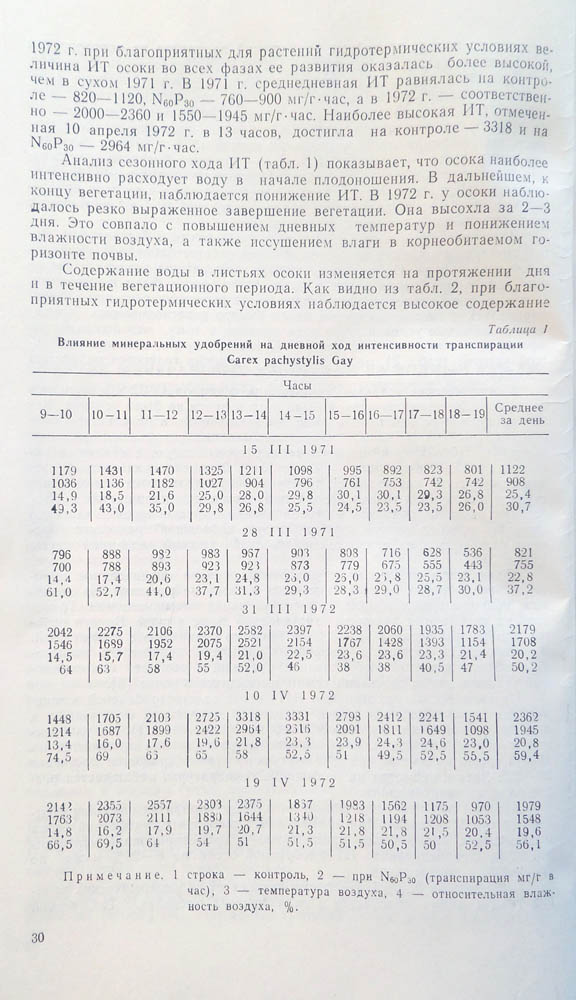 1972 г. при благоприятных для растений гидротермических условиях ве-
личина ИТ осоки во всех фазах ее развития оказалась более высокой,
чем в сухом 1971 г. В 1971 г. среднедневная ИТ равнялась на контро-
ле — 820—1120, N60P30 — 760—900 мг/г·час, а в 1972 г. — соответствен-
но — 2000—2360 и 1550—1945 мг/г·час. Наиболее высокая ИТ, отмечен-
ная 10 апреля 1972 г. в 13 часов, достигла на контроле — 3318 и на
N60P30 — 2964 мг/г·час.
Анализ сезонного хода ИТ (табл. 1) показывает, что осока наиболее
интенсивно расходует воду в начале плодоношения. В дальнейшем, к
концу вегетации, наблюдается понижение ИТ. В 1972 г. у осоки наблю-
далось резко выраженное завершение вегетации. Она высохла за 2—3
дня. Это совпало с повышением дневных температур и понижением
влажности воздуха, а также иссушением влаги в корнеобитаемом го-
ризонте почвы.
Содержание воды в листьях осоки изменяется на протяжении дня
и в течение вегетационного периода. Как видно из табл. 2, при благо-
приятных гидротермических условиях наблюдается высокое содержание
Таблица 1
Влияние минеральных удобрений на дневной ход интенсивности транспирации
Carex pachystylis Gay
Часы
9—10 10—11 11—12 12—13 13—14 14—15 15—16 16—17 17—18 18—19 Среднее
за день
15 III 1971
1179 1431 1470 1325 1211 1098 995 892 823 801 1122
1036 1136 1182 1027 904 796 761 753 742 742 908
14,9 18,5 21,6 25,0 28,0 29,8 30,1 30,1 29,3 26,8 25,4
49,3 43,0 35,0 29,8 26,8 25,5 24,5 23,5 23,5 26,0 30,7
28 III 1971
796 888 982 983 967 903 808 716 628 536 821
700 788 893 923 923 873 779 675 555 443 755
14,4 17,4 20,6 23,1 24,8 25,0 25,8 25,5 23,1 22,8
61,0 52,7 44,0 37,7 31,3 29,3 28,3 29,0 28,7 30,0 37,2
31 III 1972
2042 2275 2106 2370 2582 2397 2238 2060 1935 1783 2179
1546 1689 1952 2075 2521 2154 1767 1428 1393 1154 1708
14,5 15,7 17,4 19,4 21,0 22,5 23,6 23,6 23,3 21,4 20,2
64 63 58 55 52,0 46 38 38 40,5 47 50,2
10 IV 1972
1448 1705 2103 2725 3318 3331 2793 2412 2241 1541 2362
1214 1687 1899 2422 2964 2516 2091 1811 1649 1098 1945
13,4 16,0 17,6 19,6 21,8 23,3 23,9 24,3 24,6 23,0 20,8
74,5 69 65 65 58 52,5 51 49,5 52,5 55,5 59,4
19 IV 1972
2142 2355 2557 2303 2375 1857 1983 1562 1175 970 1979
1763 2073 2111 1880 1644 1340 1218 1194 1208 1053 1548
14,8 16,2 17,9 19,7 20,7 21,3 21,8 21,8 21,5 20,4 19,6
66,5 69,5 64 54 51 51,5 51,5 50,5 50 52,5 56,1
Примечание. 1 строка — контроль, 2 — при N60P30 (транспирация мг/г в
час), 3 — температура воздуха, 4 — относительная влаж-
ность воздуха, %.
30